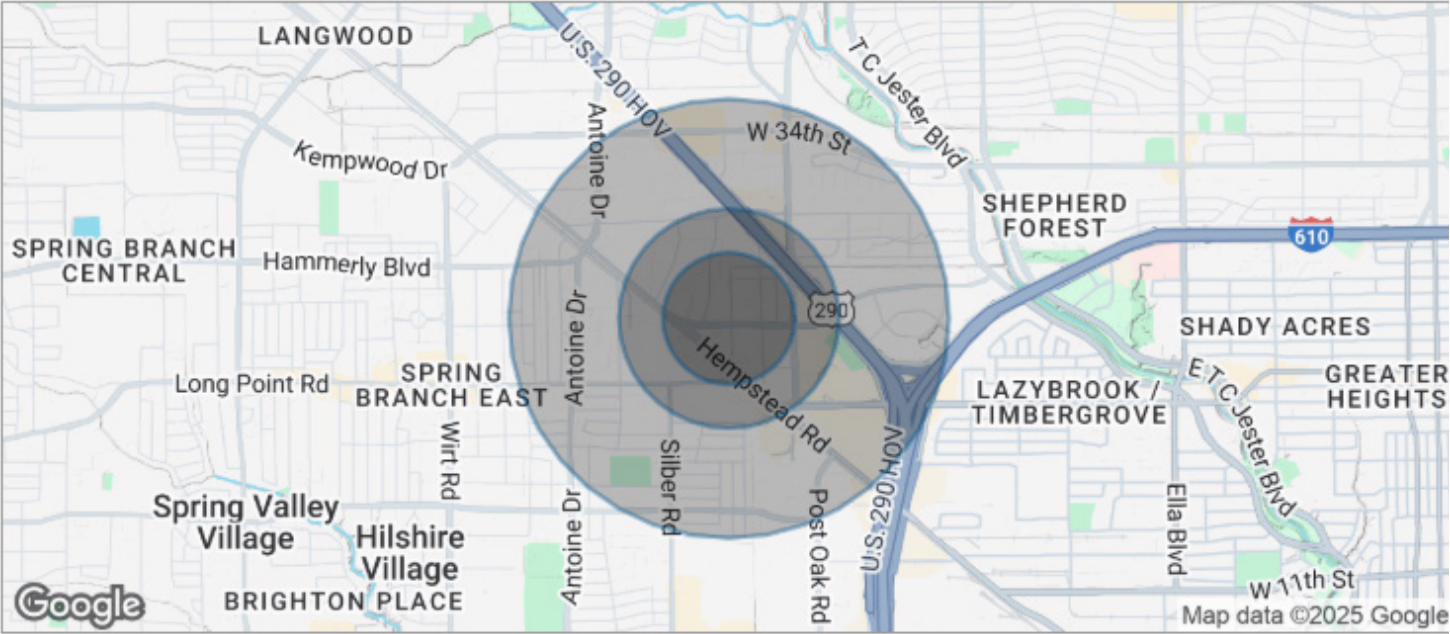 LANGWOOD
U.S. 290 HOV
T C Jester Blvd
Antoine Dr
W 34th St
Kempwood Dr
SHEPHERD
FOREST
610
SPRING BRANCH
CENTRAL
Hammerly Blvd
290
Antoine Dr
SHADY ACRES
Hempstead Rd
E T C Jester Blvd
Long Point Rd
SPRING
BRANCH EAST
LAZYBROOK /
TIMBERGROVE
GREATER
HEIGHTS
Wirt Rd
Silber Rd
U.S. 290 HOV
Antoine Dr
Post Oak Rd
Ella Blvd
Spring Valley
Village
Hilshire
Village
BRIGHTON PLACE
W 11th St
Google
Map data ©2025 Google